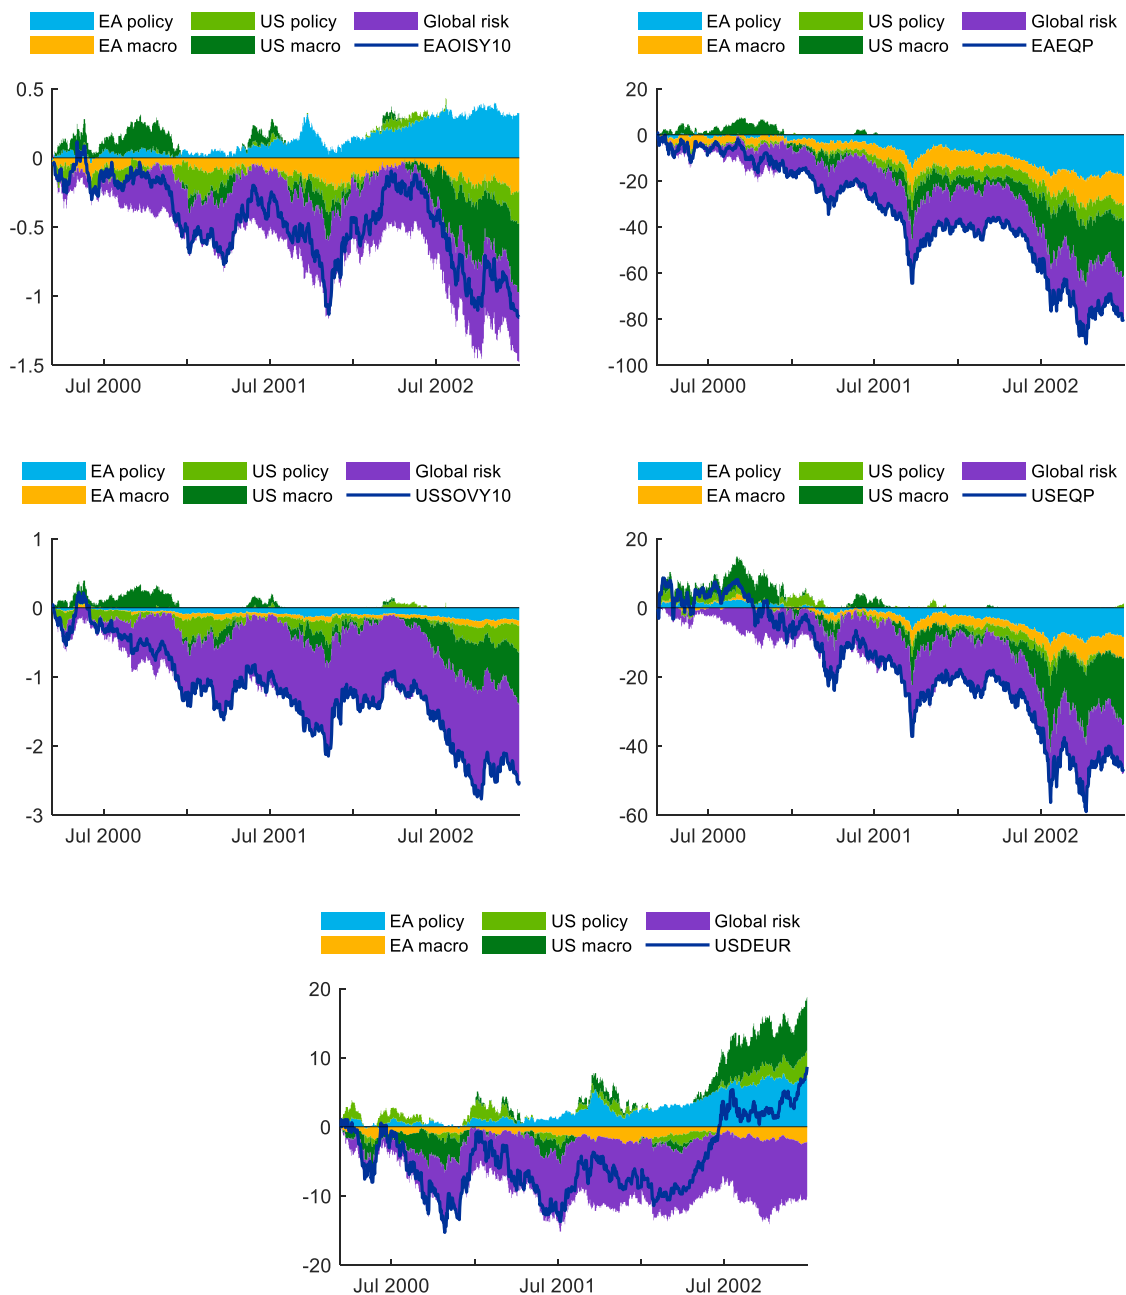 EA policy US policy Global risk
EA macro US macro EAOISY10
0.5
0
-0.5
-1
-1.5
Jul 2000 Jul 2001 Jul 2002
EA policy US policy Global risk
EA macro US macro EAEQP
20
0
-20
-40
-60
-80
-100
Jul 2000 Jul 2001 Jul 2002
EA policy US policy Global risk
EA macro US macro USSOVY10
1
0
-1
-2
-3
Jul 2000 Jul 2001 Jul 2002
EA policy US policy Global risk
EA macro US macro USEQP
20
0
-20
-40
-60
Jul 2000 Jul 2001 Jul 2002
EA policy US policy Global risk
EA macro US macro USDEUR
20
10
0
-10
-20
Jul 2000 Jul 2001 Jul 2002